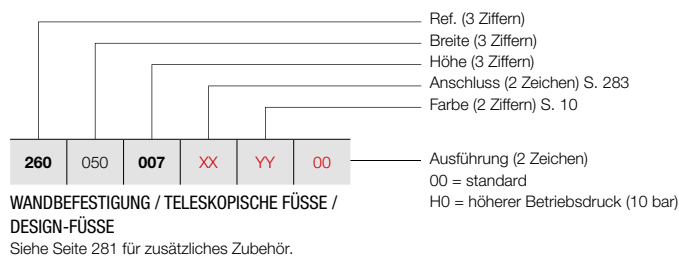 Ref. (3 Ziffern)
Breite (3 Ziffern)
Höhe (3 Ziffern)
Anschluss (2 Zeichen) S. 283
Farbe (2 Ziffern) S. 10
260 050 007 XX YY 00
Ausführung (2 Zeichen)
00 = standard
H0 = höherer Betriebsdruck (10 bar)
WANDBEFESTIGUNG / TELESKOPISCHE FÜSSE /
DESIGN-FÜSSE
Siehe Seite 281 für zusätzliches Zubehör.